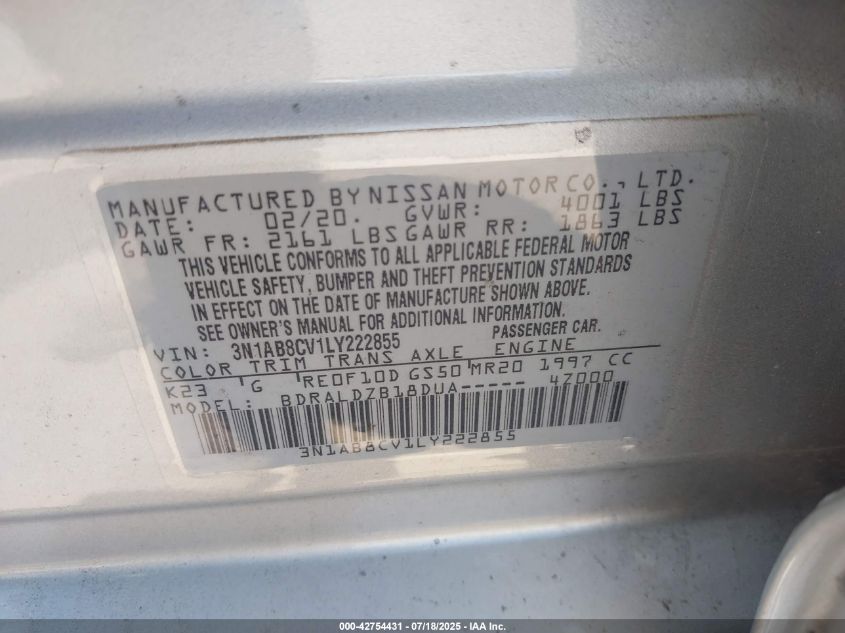 MANUFACTURED BY NISSAN MOTOR CO., LTD.
DATE: 02/20. GVWR: 4001 LBS
GAWR FR: 2161 LBS GAWR RR: 1863 LBS
THIS VEHICLE CONFORMS TO ALL APPLICABLE FEDERAL MOTOR
VEHICLE SAFETY, BUMPER AND THEFT PREVENTION STANDARDS
IN EFFECT ON THE DATE OF MANUFACTURE SHOWN ABOVE.
SEE OWNER'S MANUAL FOR ADDITIONAL INFORMATION.
VIN: 3N1AB8CV1LY222855 PASSENGER CAR.
COLOR TRIM TRANS AXLE ENGINE
K23 G RE0F10D GS50 MR20 1997 CC
MODEL: BDRALDZB18DUA----- 4Z000
3N1AB8CV1LY222855
000-42754431 - 07/18/2025 - IAA Inc.